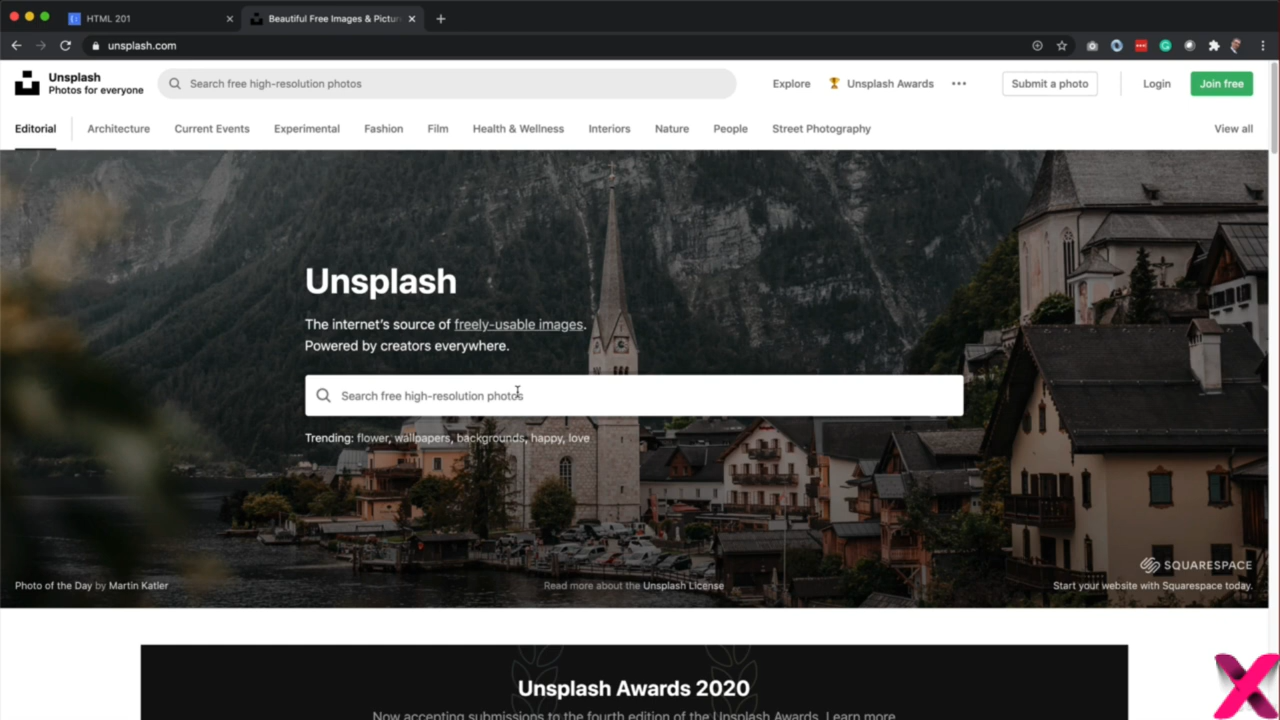 HTML 201
Beautiful Free Images & Pictur
unsplash.com
Unsplash
Photos for everyone
Search free high-resolution photos
Explore
🏆 Unsplash Awards
•••
Submit a photo
Login
Join free
Editorial
Architecture
Current Events
Experimental
Fashion
Film
Health & Wellness
Interiors
Nature
People
Street Photography
View all
Unsplash
The internet's source of freely-usable images.
Powered by creators everywhere.
Search free high-resolution photos
Trending: flower, wallpapers, backgrounds, happy, love
SQUARESPACE
Photo of the Day by Martin Katler
Read more about the Unsplash License
Start your website with Squarespace today.
Unsplash Awards 2020
Now accepting submissions to the fourth edition of the Unsplash Awards. Learn more
X